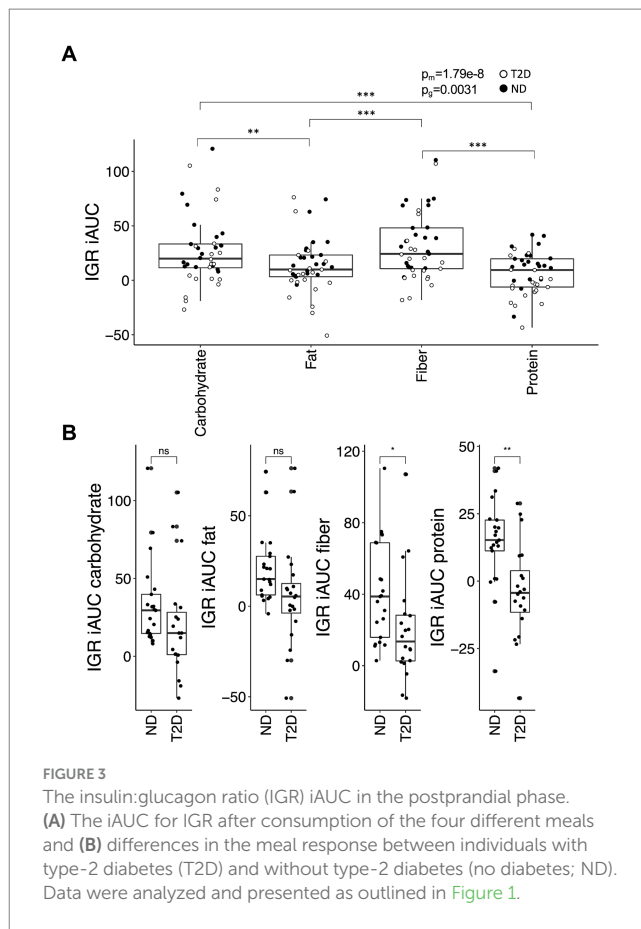 A
p_m=1.79e-8 ○ T2D
p_g=0.0031 ● ND
***
** *** ***
IGR iAUC
100
50
0
−50
Carbohydrate Fat Fiber Protein
B
ns ns * **
IGR iAUC carbohydrate
100
50
0
ND T2D
IGR iAUC fat
50
0
−50
ND T2D
IGR iAUC fiber
120
80
40
0
ND T2D
IGR iAUC protein
50
25
0
−25
ND T2D
FIGURE 3
The insulin:glucagon ratio (IGR) iAUC in the postprandial phase.
(A) The iAUC for IGR after consumption of the four different meals
and (B) differences in the meal response between individuals with
type-2 diabetes (T2D) and without type-2 diabetes (no diabetes; ND).
Data were analyzed and presented as outlined in Figure 1.